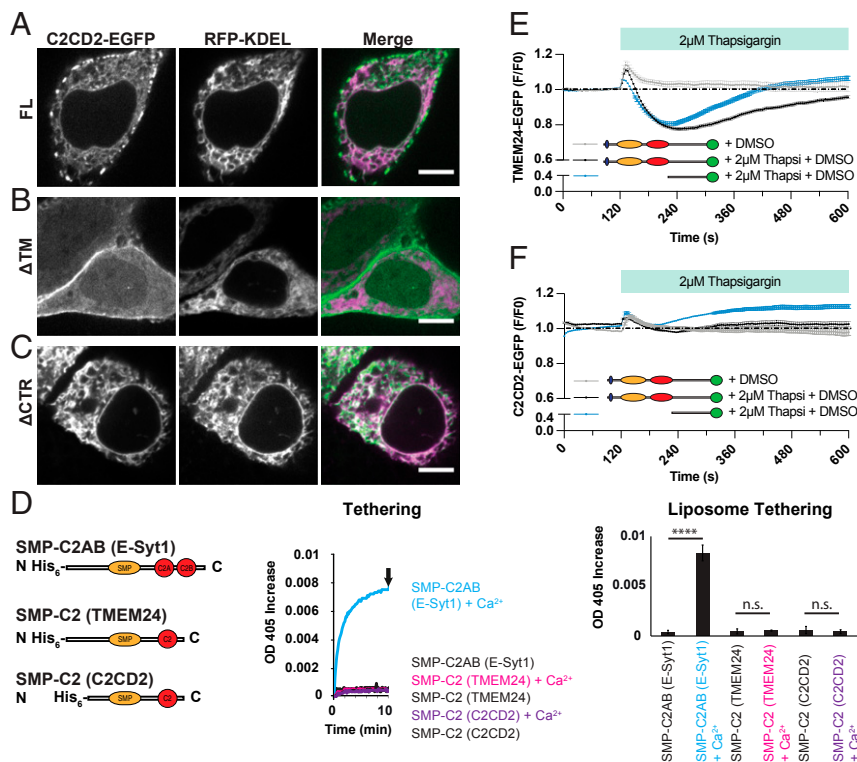 A
C2CD2-EGFP
RFP-KDEL
Merge
FL
B
ΔTM
C
ΔCTR
D
SMP-C2AB (E-Syt1)
N His6- SMP C2A C2B C
SMP-C2 (TMEM24)
N His6- SMP C2 C
SMP-C2 (C2CD2)
N His6- SMP C2 C
Tethering
OD 405 Increase
0.01
0.008
0.006
0.004
0.002
0
0 10
Time (min)
SMP-C2AB
(E-Syt1) + Ca²⁺
SMP-C2AB (E-Syt1)
SMP-C2 (TMEM24) + Ca²⁺
SMP-C2 (TMEM24)
SMP-C2 (C2CD2) + Ca²⁺
SMP-C2 (C2CD2)
E
2μM Thapsigargin
TMEM24-EGFP (F/F0)
1.2
1.0
0.8
0.6
0.4
0.0
+ DMSO
+ 2μM Thapsi + DMSO
+ 2μM Thapsi + DMSO
0 120 240 360 480 600
Time (s)
F
2μM Thapsigargin
C2CD2-EGFP (F/F0)
1.2
1.0
0.8
0.6
0.4
0.0
+ DMSO
+ 2μM Thapsi + DMSO
+ 2μM Thapsi + DMSO
0 120 240 360 480 600
Time (s)
Liposome Tethering
OD 405 Increase
0.01
0.005
0
****
n.s.
n.s.
SMP-C2AB (E-Syt1)
SMP-C2AB (E-Syt1)
+ Ca²⁺
SMP-C2 (TMEM24)
SMP-C2 (TMEM24)
+ Ca²⁺
SMP-C2 (C2CD2)
SMP-C2 (C2CD2)
+ Ca²⁺